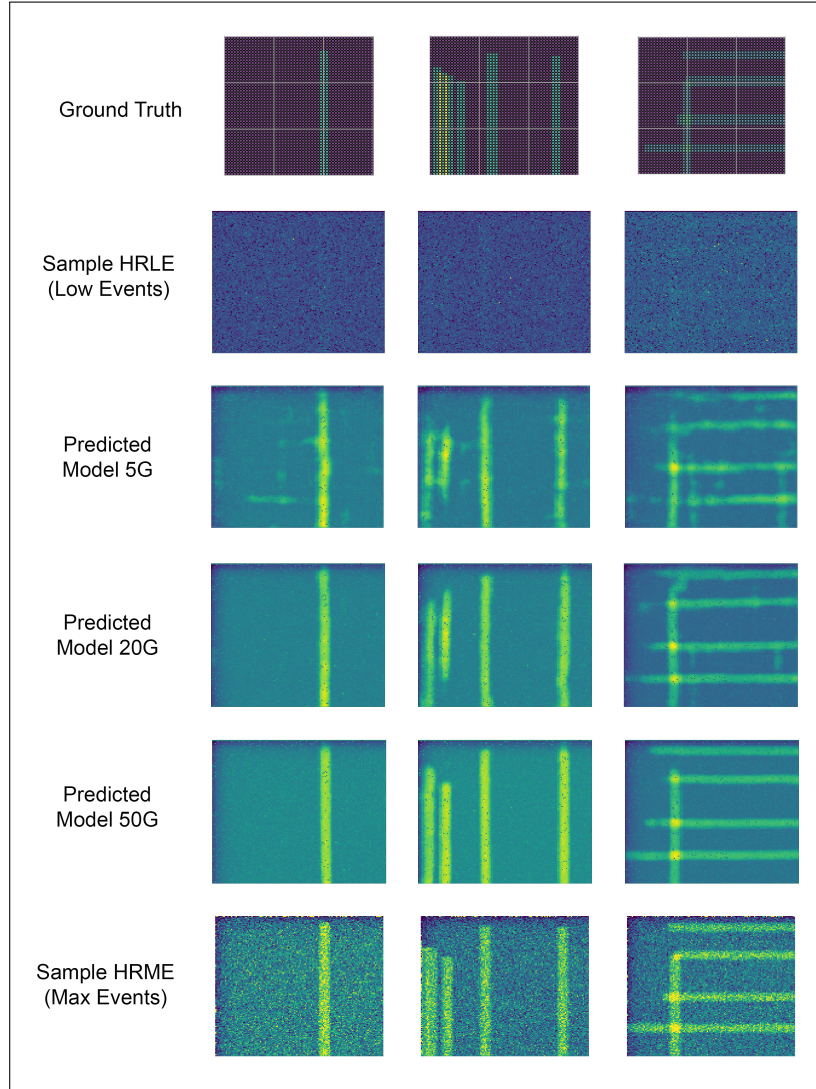 Ground Truth
Sample HRLE
(Low Events)
Predicted
Model 5G
Predicted
Model 20G
Predicted
Model 50G
Sample HRME
(Max Events)